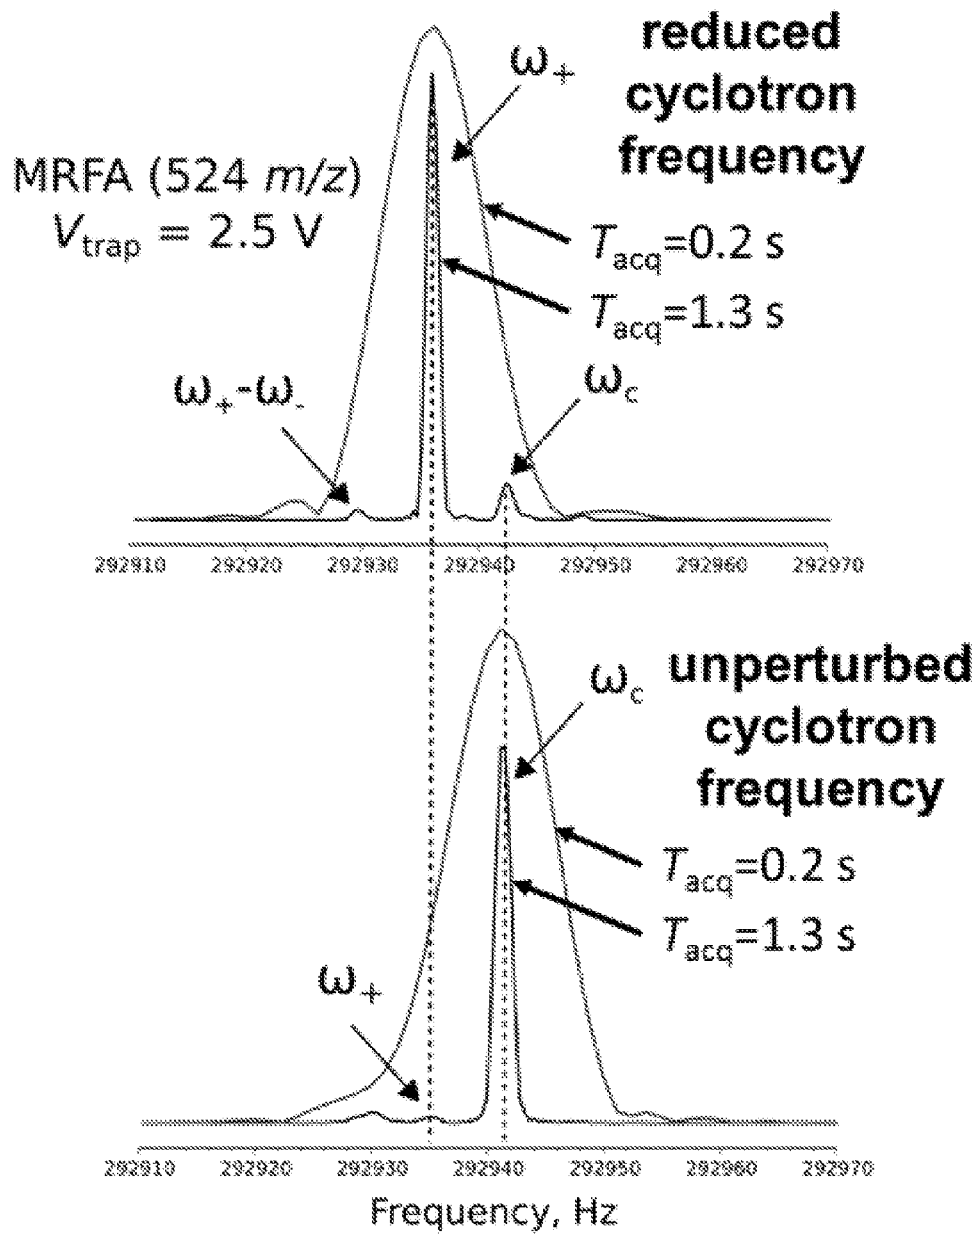 reduced
cyclotron
frequency
ω+
MRFA (524 m/z)
Vtrap = 2.5 V
Tacq=0.2 s
Tacq=1.3 s
ω+-ω-
ωc
292910 292920 292930 292940 292950 292960 292970
unperturbed
cyclotron
frequency
ωc
Tacq=0.2 s
Tacq=1.3 s
ω+
292910 292920 292930 292940 292950 292960 292970
Frequency, Hz